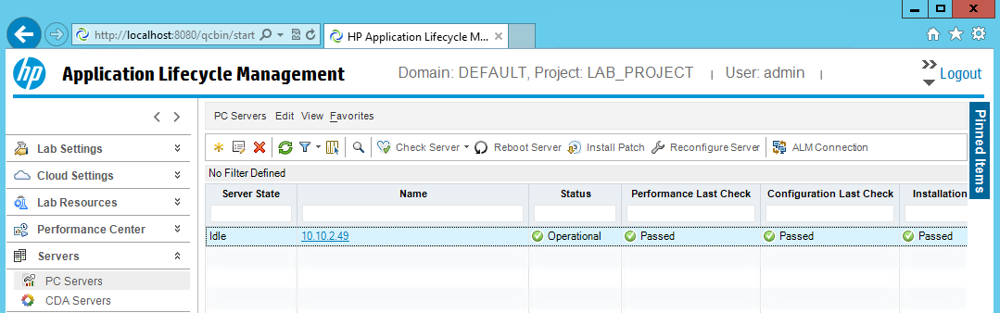 X
http://localhost:8080/qcbin/start
HP Application Lifecycle M...
hp Application Lifecycle Management
Domain: DEFAULT, Project: LAB_PROJECT | User: admin |
Logout
Pinned Items
Lab Settings
Cloud Settings
Lab Resources
Performance Center
Servers
PC Servers
CDA Servers
PC Servers Edit View Favorites
Check Server Reboot Server Install Patch Reconfigure Server ALM Connection
No Filter Defined
Server State Name Status Performance Last Check Configuration Last Check Installation
Idle 10.10.2.49 Operational Passed Passed Passed